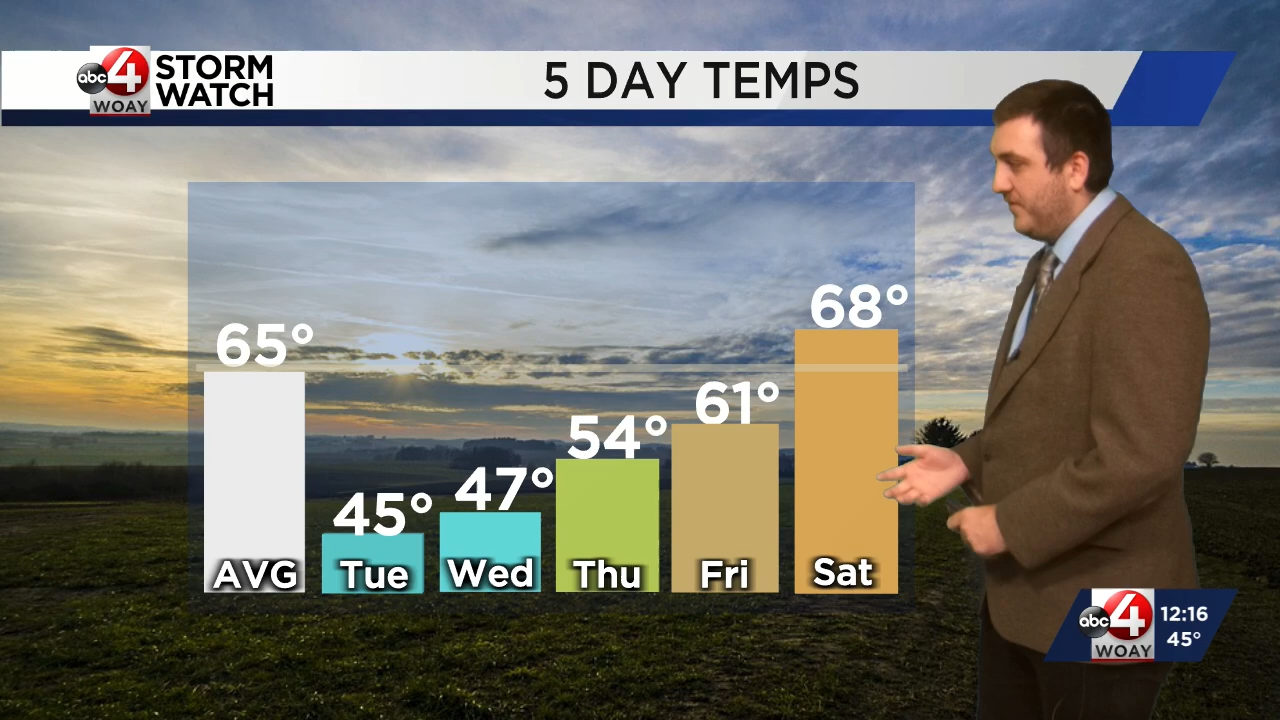 abc 4
WOAY
STORM
WATCH
5 DAY TEMPS
65°
45°
47°
54°
61°
68°
AVG
Tue
Wed
Thu
Fri
Sat
abc 4
WOAY
12:16
45°